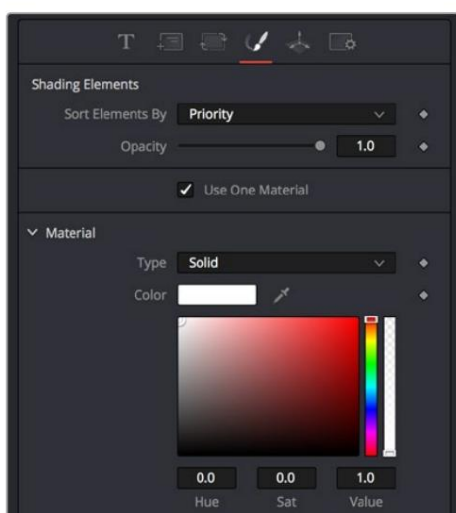 T
Shading Elements
Sort Elements By Priority
Opacity 1.0
Use One Material
Material
Type Solid
Color
0.0 0.0 1.0
Hue Sat Value